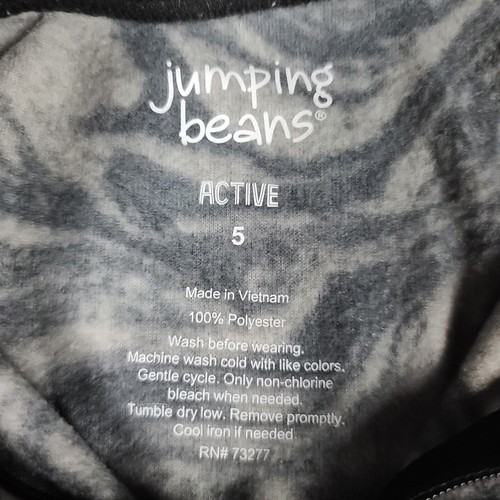 jumping
beans®
ACTIVE
5
Made in Vietnam
100% Polyester
Wash before wearing.
Machine wash cold with like colors.
Gentle cycle. Only non-chlorine
bleach when needed.
Tumble dry low. Remove promptly.
Cool iron if needed.
RN# 73277